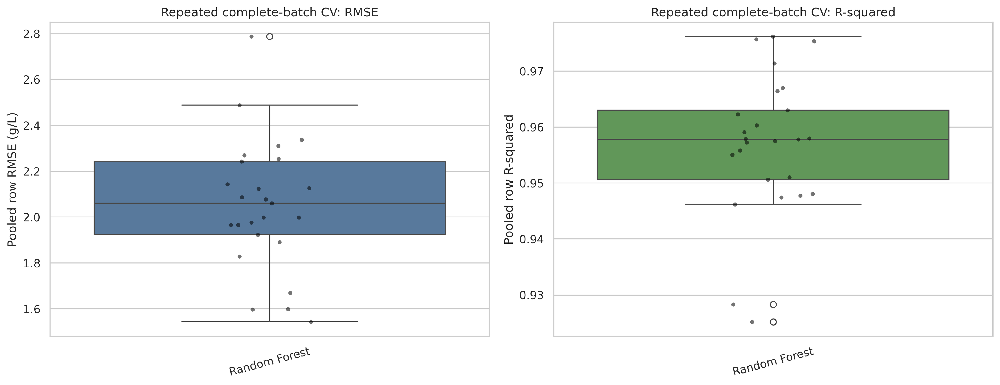 Repeated complete-batch CV: RMSE
Pooled row RMSE (g/L)
2.8
2.6
2.4
2.2
2.0
1.8
1.6
Random Forest
Repeated complete-batch CV: R-squared
Pooled row R-squared
0.97
0.96
0.95
0.94
0.93
Random Forest